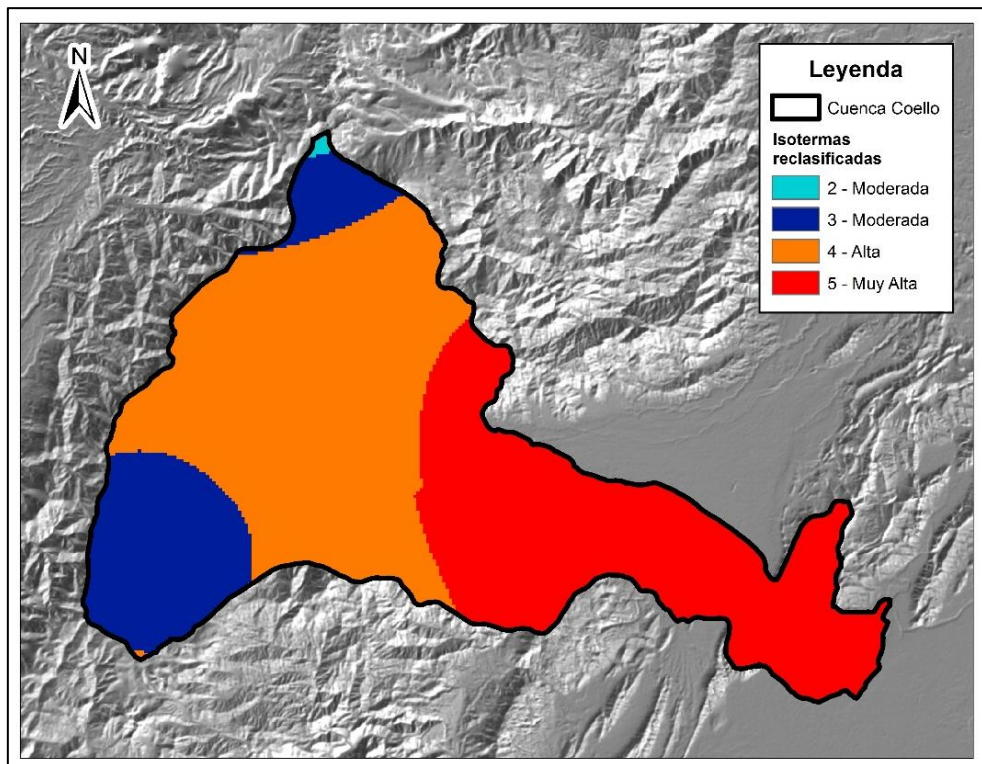 N
Leyenda
Cuenca Coello
Isotermas
reclasificadas
2 - Moderada
3 - Moderada
4 - Alta
5 - Muy Alta